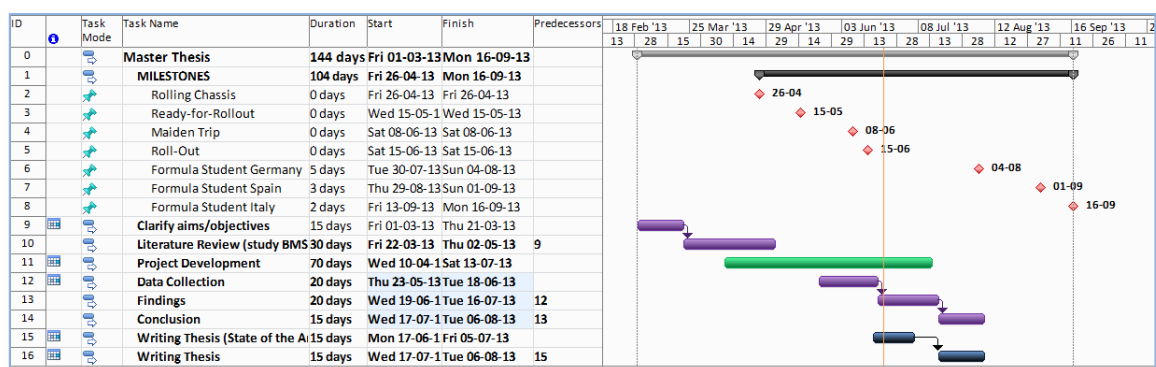 ID Task Mode Task Name Duration Start Finish Predecessors
18 Feb '13 25 Mar '13 29 Apr '13 03 Jun '13 08 Jul '13 12 Aug '13 16 Sep '13 2
13 28 15 30 14 29 14 29 13 28 13 28 12 27 11 26 11
0 Master Thesis 144 days Fri 01-03-13 Mon 16-09-13
1 MILESTONES 104 days Fri 26-04-13 Mon 16-09-13
2 Rolling Chassis 0 days Fri 26-04-13 Fri 26-04-13 26-04
3 Ready-for-Rollout 0 days Wed 15-05-1 Wed 15-05-13 15-05
4 Maiden Trip 0 days Sat 08-06-13 Sat 08-06-13 08-06
5 Roll-Out 0 days Sat 15-06-13 Sat 15-06-13 15-06
6 Formula Student Germany 5 days Tue 30-07-13 Sun 04-08-13 04-08
7 Formula Student Spain 3 days Thu 29-08-13 Sun 01-09-13 01-09
8 Formula Student Italy 2 days Fri 13-09-13 Mon 16-09-13 16-09
9 Clarify aims/objectives 15 days Fri 01-03-13 Thu 21-03-13
10 Literature Review (study BMS 30 days Fri 22-03-13 Thu 02-05-13 9
11 Project Development 70 days Wed 10-04-1 Sat 13-07-13
12 Data Collection 20 days Thu 23-05-13 Tue 18-06-13
13 Findings 20 days Wed 19-06-1 Tue 16-07-13 12
14 Conclusion 15 days Wed 17-07-1 Tue 06-08-13 13
15 Writing Thesis (State of the A 15 days Mon 17-06-1 Fri 05-07-13
16 Writing Thesis 15 days Wed 17-07-1 Tue 06-08-13 15